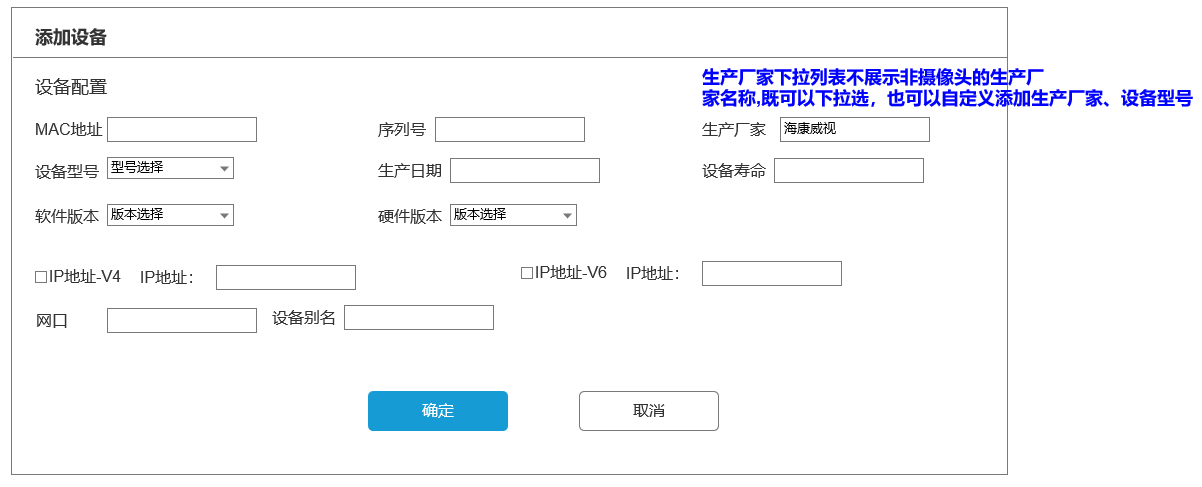 添加设备
设备配置
生产厂家下拉列表不展示非摄像头的生产厂
家名称,既可以下拉选，也可以自定义添加生产厂家、设备型号
MAC地址 序列号 生产厂家 海康威视
设备型号 型号选择 生产日期 设备寿命
软件版本 版本选择 硬件版本 版本选择
IP地址-V4 IP地址： IP地址-V6 IP地址：
网口 设备别名
确定 取消